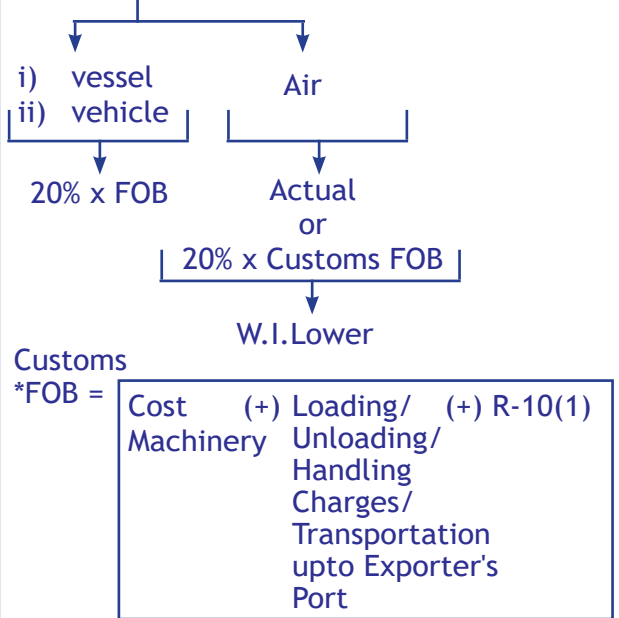 i) vessel
ii) vehicle
Air
20% x FOB
Actual
or
20% x Customs FOB
W.I.Lower
Customs
*FOB =
Cost (+) Loading/ (+) R-10(1)
Machinery Unloading/
Handling
Charges/
Transportation
upto Exporter's
Port